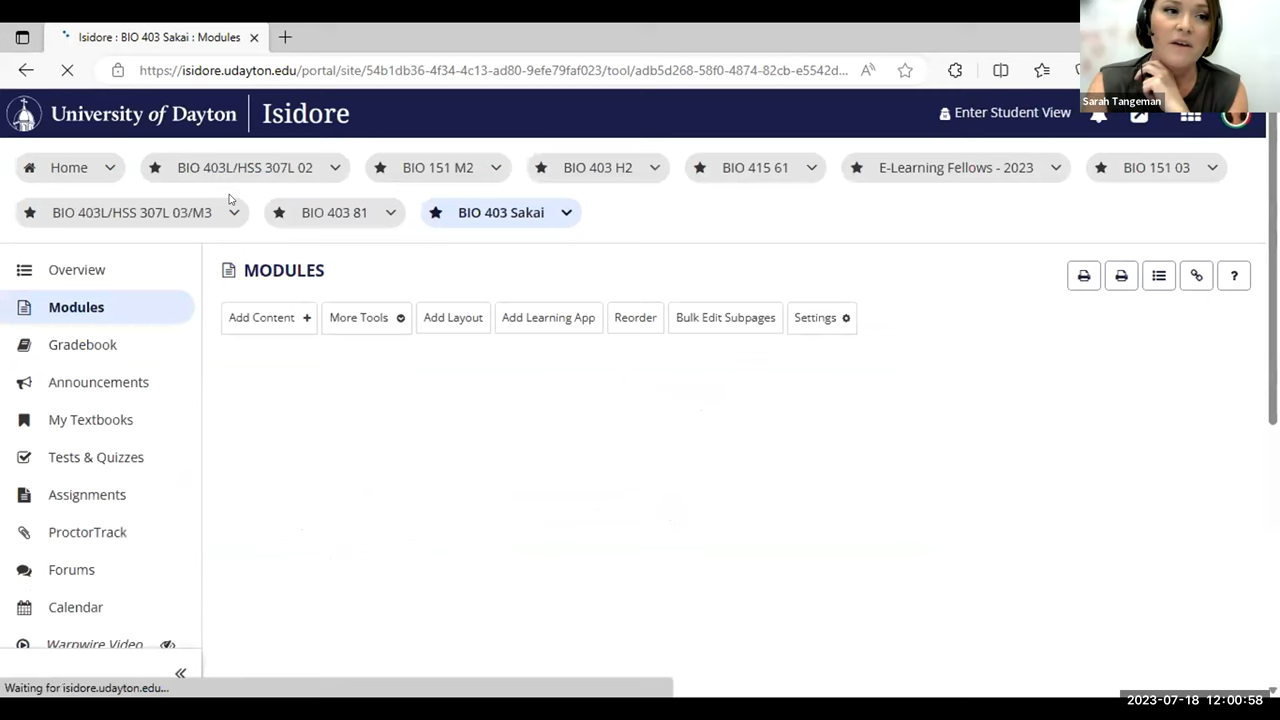 Isidore : BIO 403 Sakai : Modules
https://isidore.udayton.edu/portal/site/54b1db36-4f34-4c13-ad80-9efe79faf023/tool/adb5d268-58f0-4874-82cb-e5542d...
Sarah Tangeman
University of Dayton
Isidore
Enter Student View
Home
BIO 403L/HSS 307L 02
BIO 151 M2
BIO 403 H2
BIO 415 61
E-Learning Fellows - 2023
BIO 151 03
BIO 403L/HSS 307L 03/M3
BIO 403 81
BIO 403 Sakai
Overview
Modules
Gradebook
Announcements
My Textbooks
Tests & Quizzes
Assignments
ProctorTrack
Forums
Calendar
Warpwire Video
MODULES
?
Add Content +
More Tools
Add Layout
Add Learning App
Reorder
Bulk Edit Subpages
Settings
Waiting for isidore.udayton.edu...
2023-07-18 12:00:58